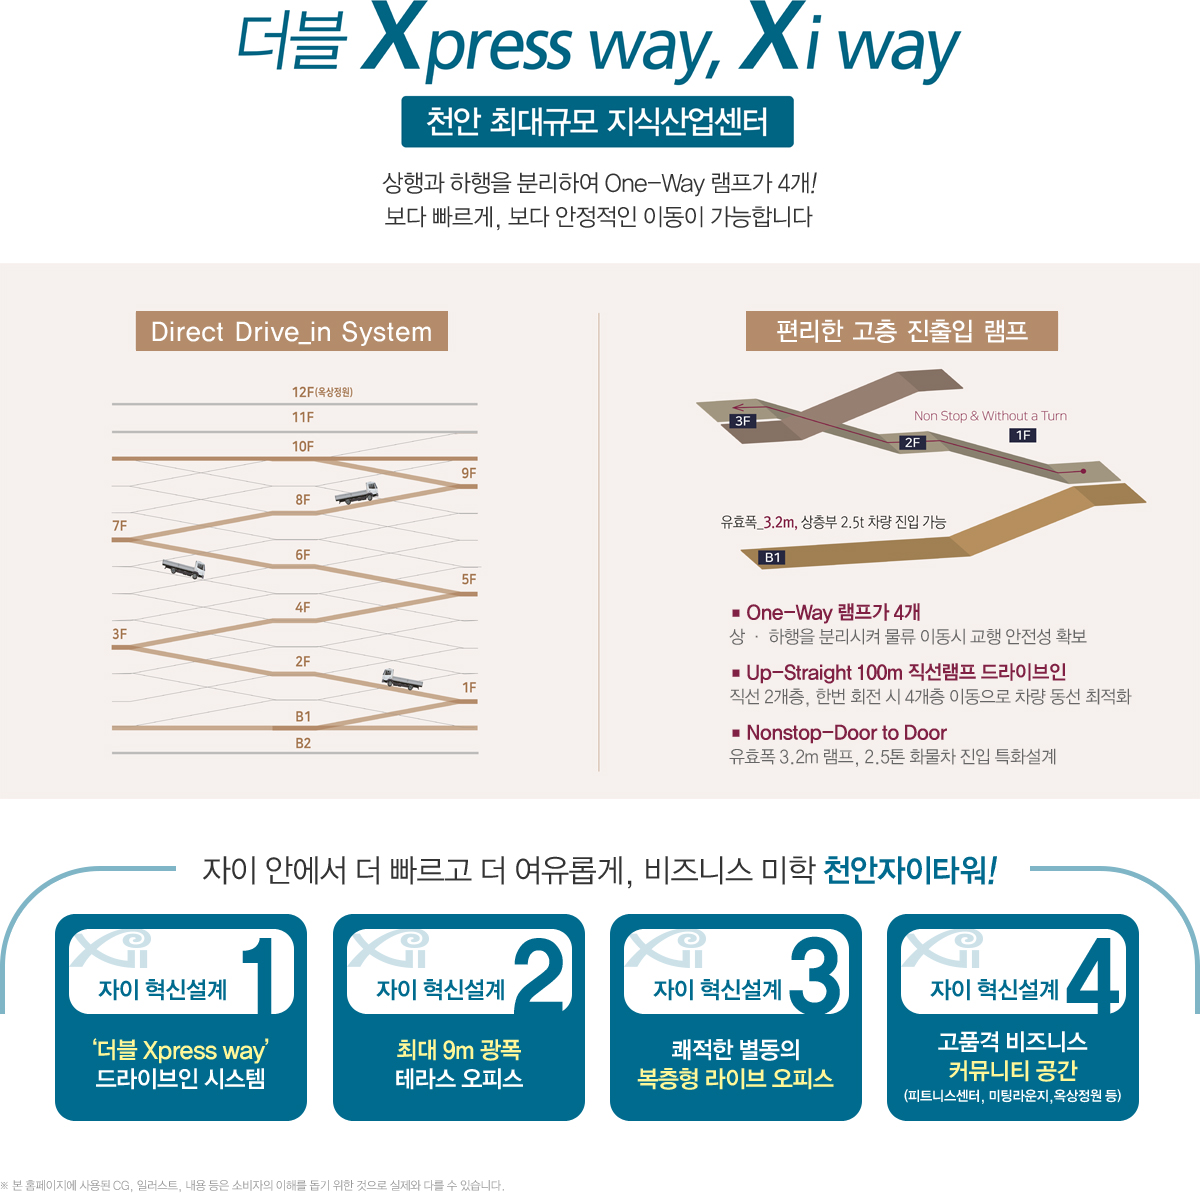 더블 Xpress way, Xi way
천안 최대규모 지식산업센터
상행과 하행을 분리하여 One-Way 램프가 4개!
보다 빠르게, 보다 안정적인 이동이 가능합니다
Direct Drive_in System
12F(옥상정원)
11F
10F
9F
8F
7F
6F
5F
4F
3F
2F
1F
B1
B2
편리한 고층 진출입 램프
Non Stop & Without a Turn
3F
2F
1F
유효폭_3.2m, 상층부 2.5t 차량 진입 가능
B1
▪ One-Way 램프가 4개
상 · 하행을 분리시켜 물류 이동시 교행 안전성 확보
▪ Up-Straight 100m 직선램프 드라이브인
직선 2개층, 한번 회전 시 4개층 이동으로 차량 동선 최적화
▪ Nonstop-Door to Door
유효폭 3.2m 램프, 2.5톤 화물차 진입 특화설계
자이 안에서 더 빠르고 더 여유롭게, 비즈니스 미학 천안자이타워!
Xi
자이 혁신설계 1
‘더블 Xpress way’
드라이브인 시스템
Xi
자이 혁신설계 2
최대 9m 광폭
테라스 오피스
Xi
자이 혁신설계 3
쾌적한 별동의
복층형 라이브 오피스
Xi
자이 혁신설계 4
고품격 비즈니스
커뮤니티 공간
(피트니스센터, 미팅라운지,옥상정원 등)
※ 본 홈페이지에 사용된 CG, 일러스트, 내용 등은 소비자의 이해를 돕기 위한 것으로 실제와 다를 수 있습니다.